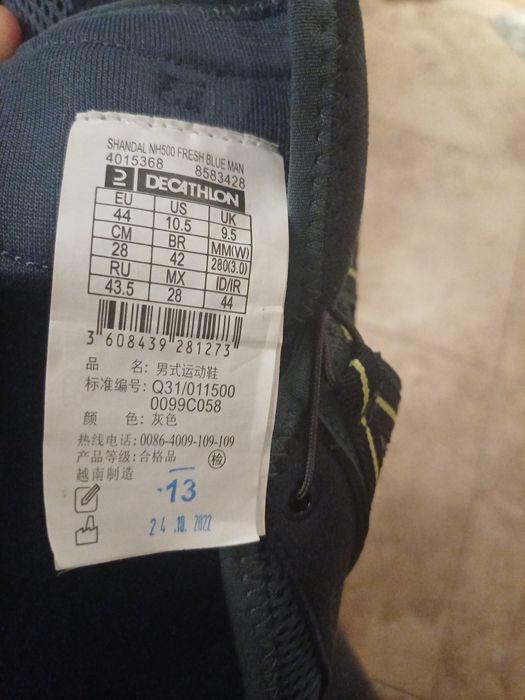 SHANDAL NH500 FRESH BLUE MAN
4015368 8583428
DECATHLON
EU US UK
44 10.5 9.5
CM BR MM(W)
28 42 280(3.0)
RU MX ID/IR
43.5 28 44
3 608439 281273
品 名: 男式运动鞋
标准编号: Q31/011500
0099C058
颜 色: 灰色
热线电话: 0086-4009-109-109
产品等级: 合格品 检
越南制造
13
24.10.2022